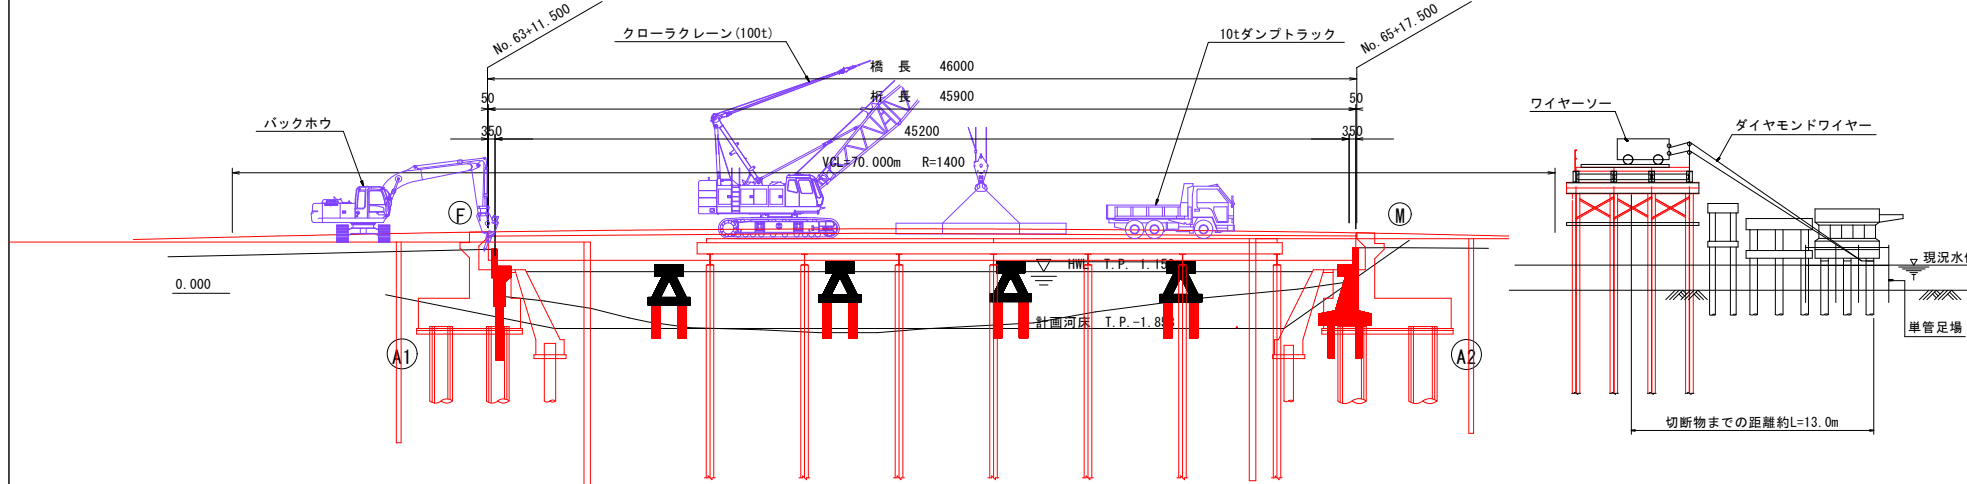 No.63+11.500
クローラクレーン(100t)
橋 長 46000
10tダンプトラック
No.65+17.500
50
桁 長 45900
50
バックホウ
350
45200
350
ワイヤーソー
ダイヤモンドワイヤー
VCL=70.000m R=1400
F
M
HWL T.P. 1.15
現況水
0.000
計画河床 T.P.-1.8
単管足場
A1
A2
切断物までの距離約L=13.0m